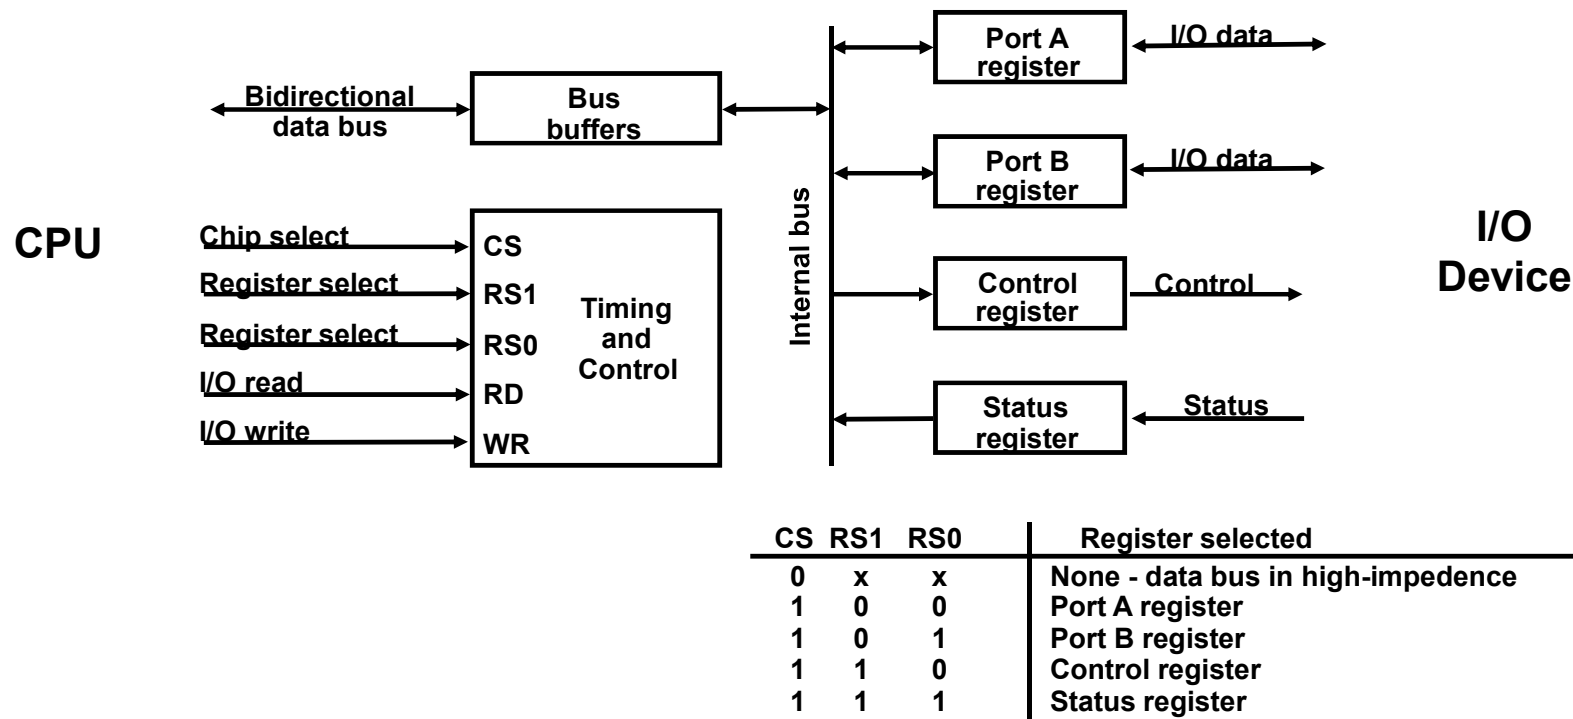 CPU
Bidirectional
data bus
Bus
buffers
Chip select
Register select
Register select
I/O read
I/O write
CS
RS1
RS0
RD
WR
Timing
and
Control
Internal bus
Port A
register
I/O data
Port B
register
I/O data
Control
register
Control
Status
register
Status
I/O
Device
CS RS1 RS0 Register selected
0 x x None - data bus in high-impedence
1 0 0 Port A register
1 0 1 Port B register
1 1 0 Control register
1 1 1 Status register